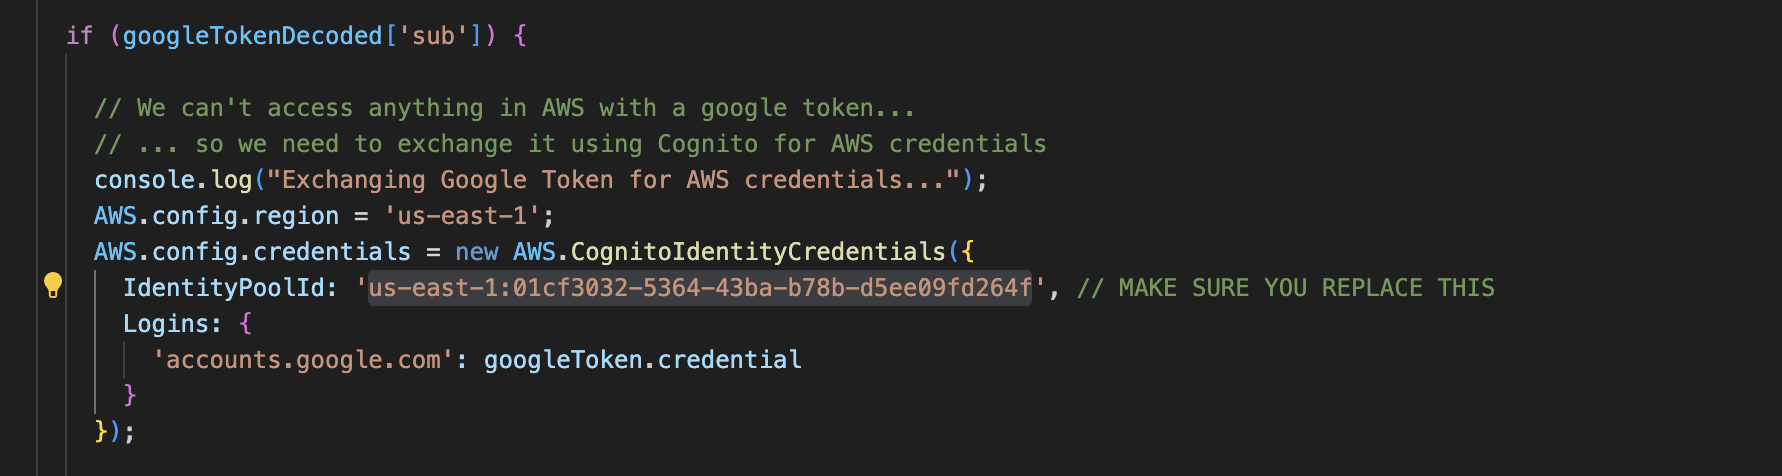 if (googleTokenDecoded['sub']) {
// We can't access anything in AWS with a google token...
// ... so we need to exchange it using Cognito for AWS credentials
console.log("Exchanging Google Token for AWS credentials...");
AWS.config.region = 'us-east-1';
AWS.config.credentials = new AWS.CognitoIdentityCredentials({
IdentityPoolId: 'us-east-1:01cf3032-5364-43ba-b78b-d5ee09fd264f', // MAKE SURE YOU REPLACE THIS
Logins: {
'accounts.google.com': googleToken.credential
}
});